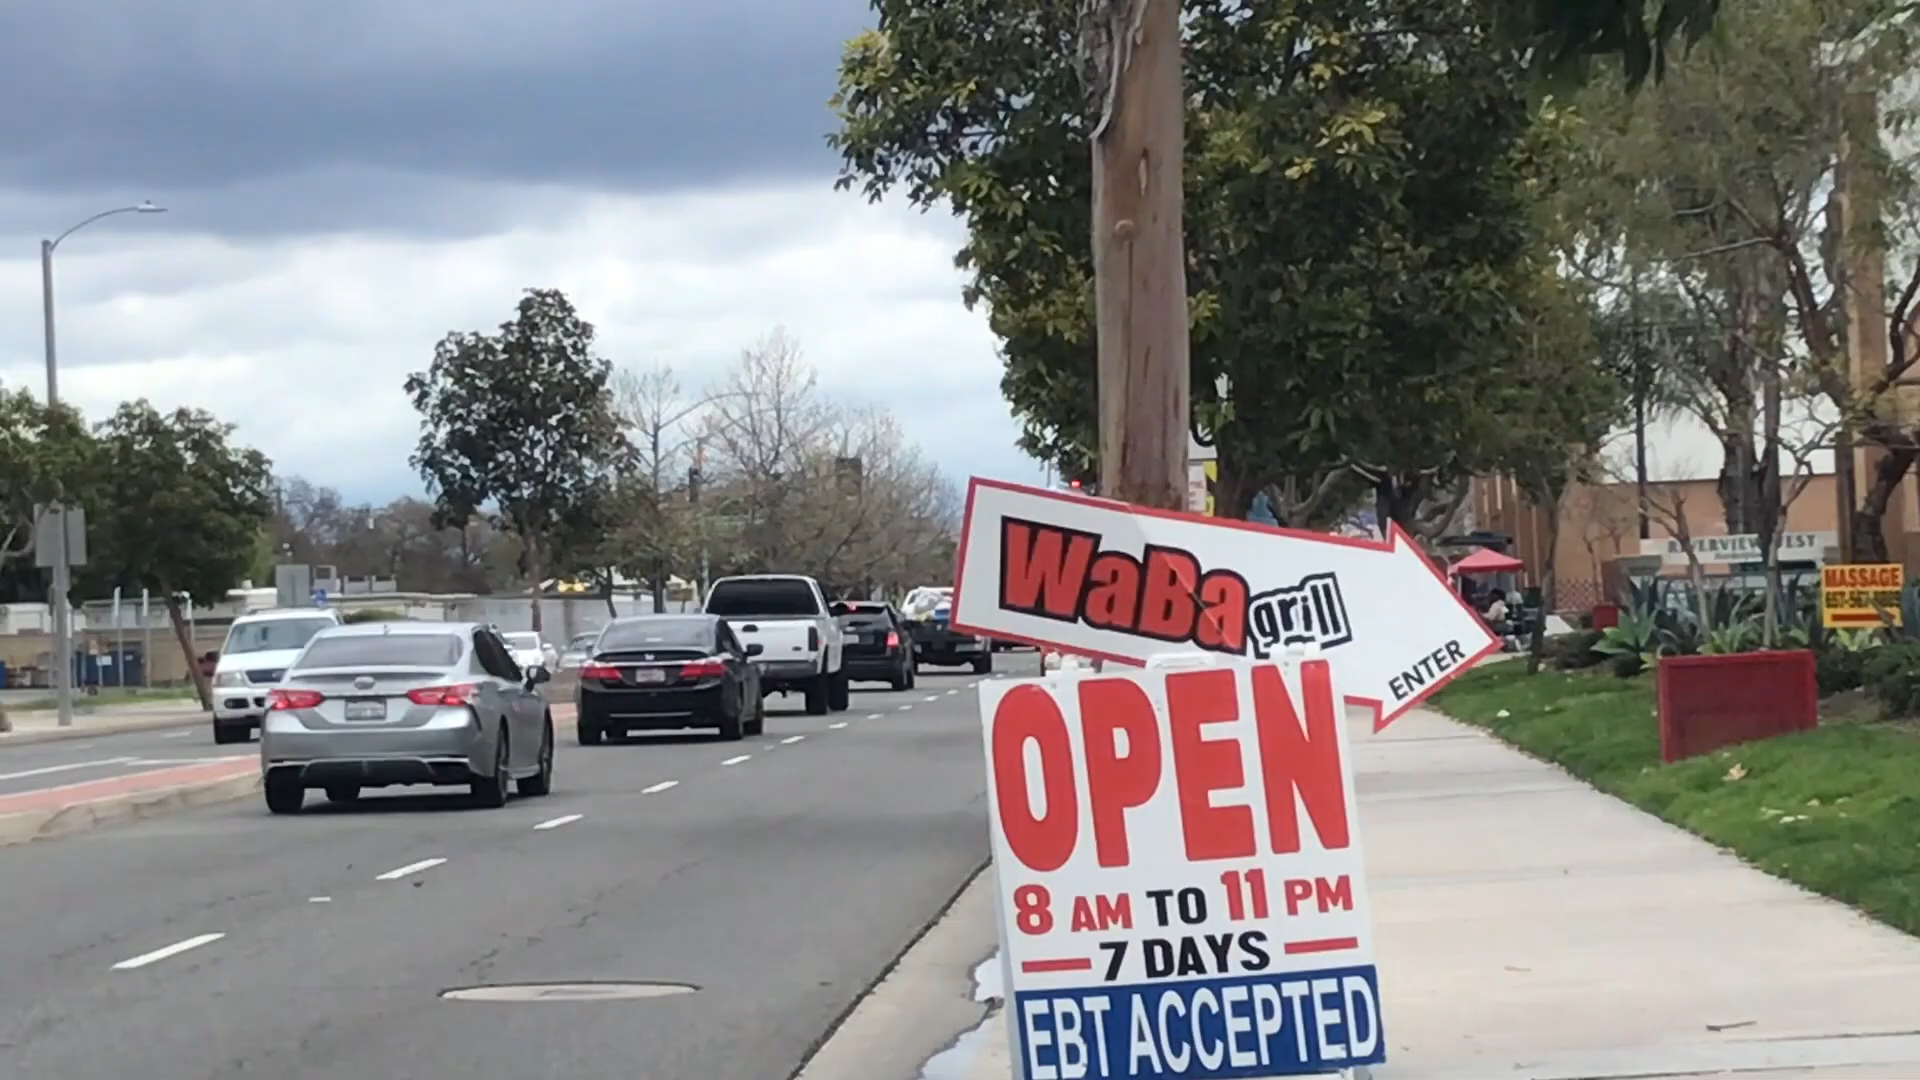 WaBa grill
ENTER
OPEN
8 AM TO 11 PM
7 DAYS
EBT ACCEPTED
RIVERVIEW WEST
MASSAGE